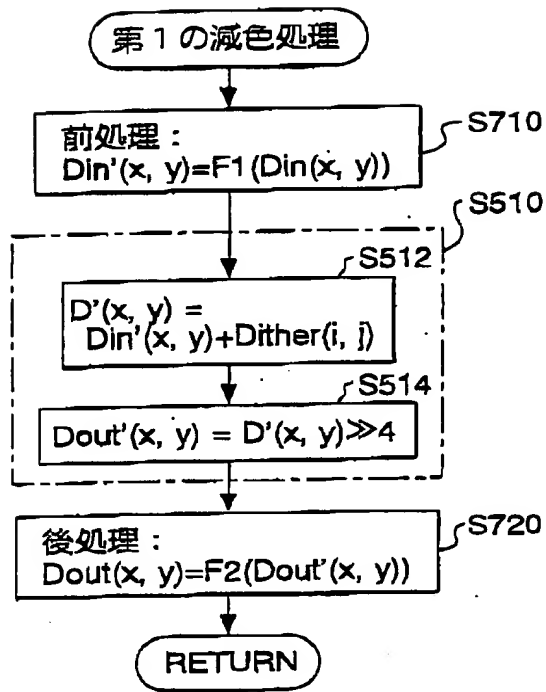 第1の減色処理
前処理：
Din'(x, y)=F1(Din(x, y))
S710
S510
S512
D'(x, y) =
Din'(x, y)+Dither(i, j)
S514
Dout'(x, y) = D'(x, y)≫4
後処理：
Dout(x, y)=F2(Dout'(x, y))
S720
RETURN